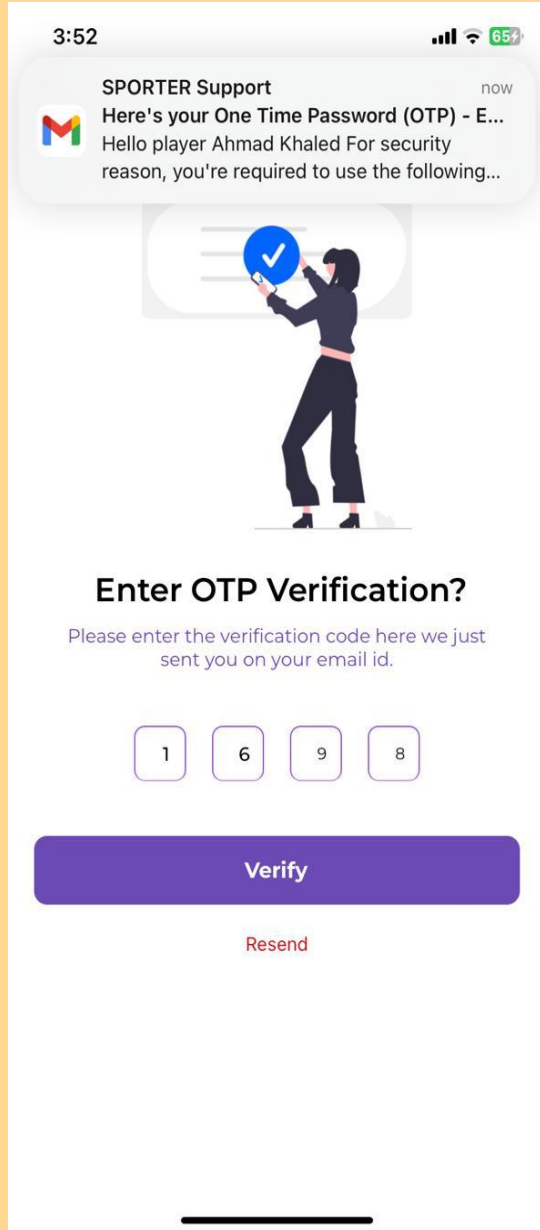 3:52
65
SPORTER Support now
Here's your One Time Password (OTP) - E...
Hello player Ahmad Khaled For security
reason, you're required to use the following...
Enter OTP Verification?
Please enter the verification code here we just
sent you on your email id.
1 6 9 8
Verify
Resend